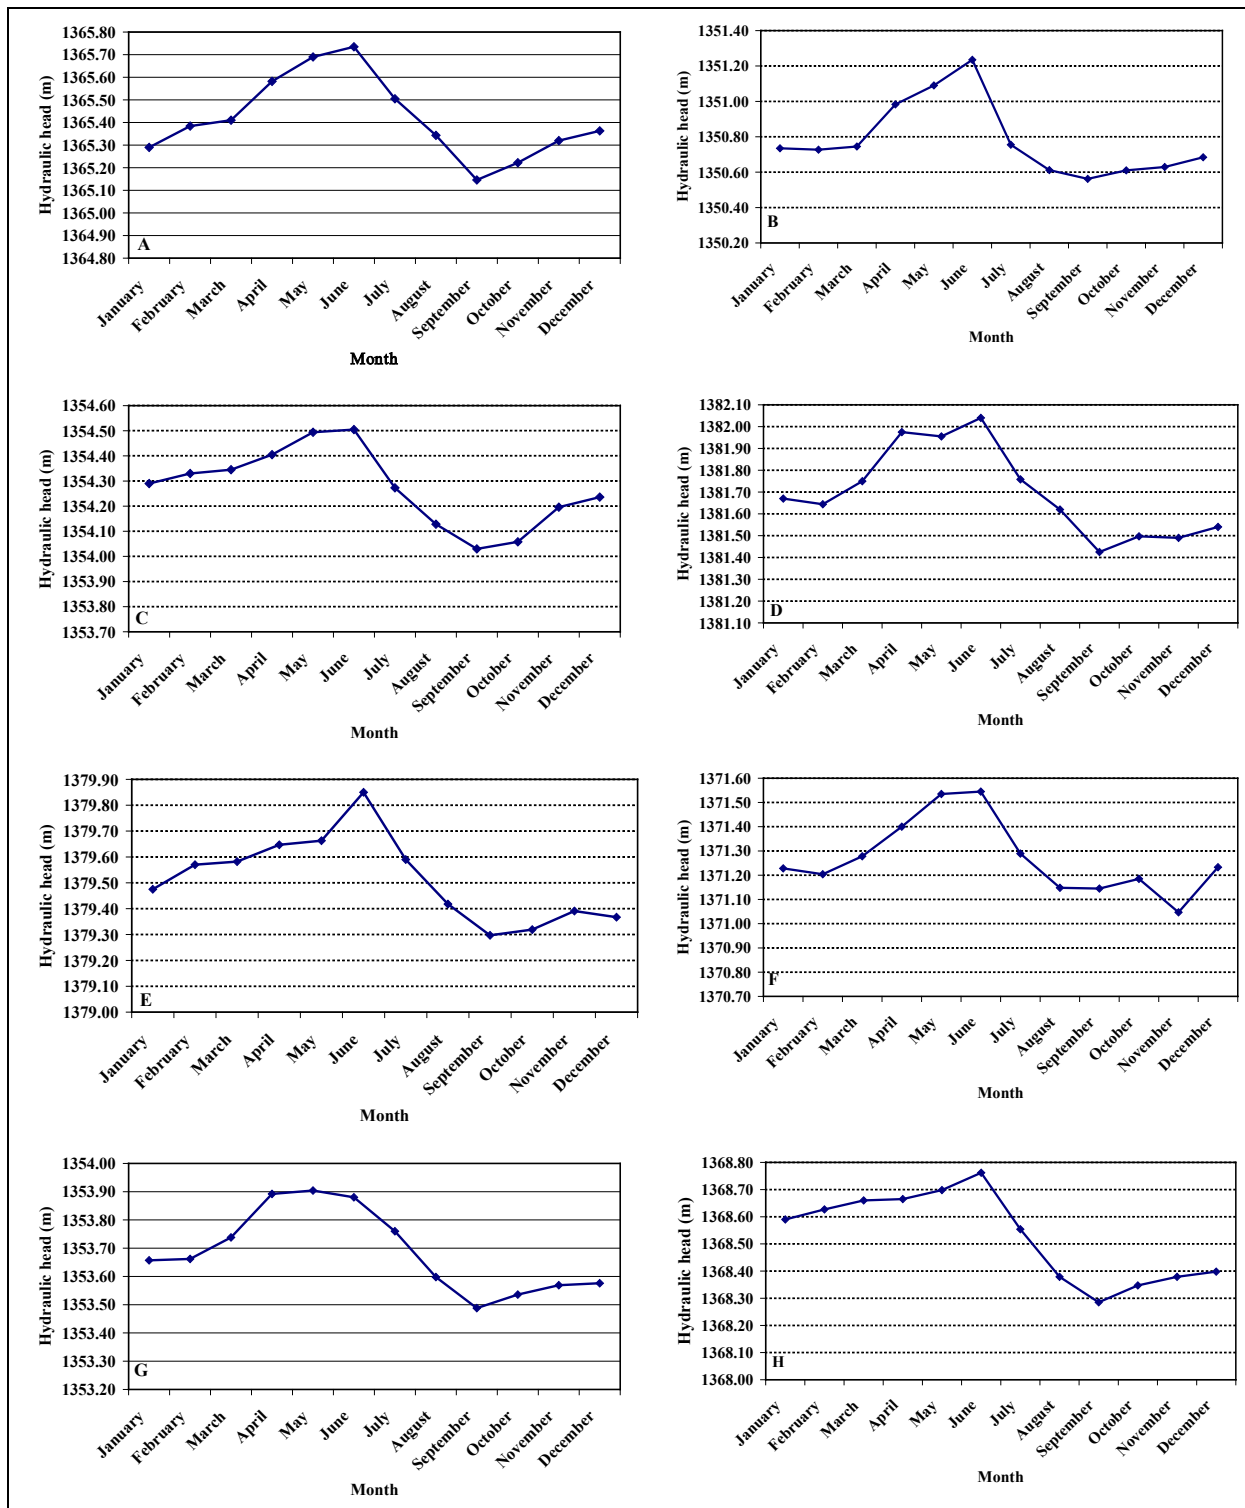 Hydraulic head (m)
1365.80
1365.70
1365.60
1365.50
1365.40
1365.30
1365.20
1365.10
1365.00
1364.90
1364.80
A
January
February
March
April
May
June
July
August
September
October
November
December
Month
Hydraulic head (m)
1351.40
1351.20
1351.00
1350.80
1350.60
1350.40
1350.20
B
January
February
March
April
May
June
July
August
September
October
November
December
Month
Hydraulic head (m)
1354.60
1354.50
1354.40
1354.30
1354.20
1354.10
1354.00
1353.90
1353.80
1353.70
C
January
February
March
April
May
June
July
August
September
October
November
December
Month
Hydraulic head (m)
1382.10
1382.00
1381.90
1381.80
1381.70
1381.60
1381.50
1381.40
1381.30
1381.20
1381.10
D
January
February
March
April
May
June
July
August
September
October
November
December
Month
Hydraulic head (m)
1379.90
1379.80
1379.70
1379.60
1379.50
1379.40
1379.30
1379.20
1379.10
1379.00
E
January
February
March
April
May
June
July
August
September
October
November
December
Month
Hydraulic head (m)
1371.60
1371.50
1371.40
1371.30
1371.20
1371.10
1371.00
1370.90
1370.80
1370.70
F
January
February
March
April
May
June
July
August
September
October
November
December
Month
Hydraulic head (m)
1354.00
1353.90
1353.80
1353.70
1353.60
1353.50
1353.40
1353.30
1353.20
G
January
February
March
April
May
June
July
August
September
October
November
December
Month
Hydraulic head (m)
1368.80
1368.70
1368.60
1368.50
1368.40
1368.30
1368.20
1368.10
1368.00
H
January
February
March
April
May
June
July
August
September
October
November
December
Month